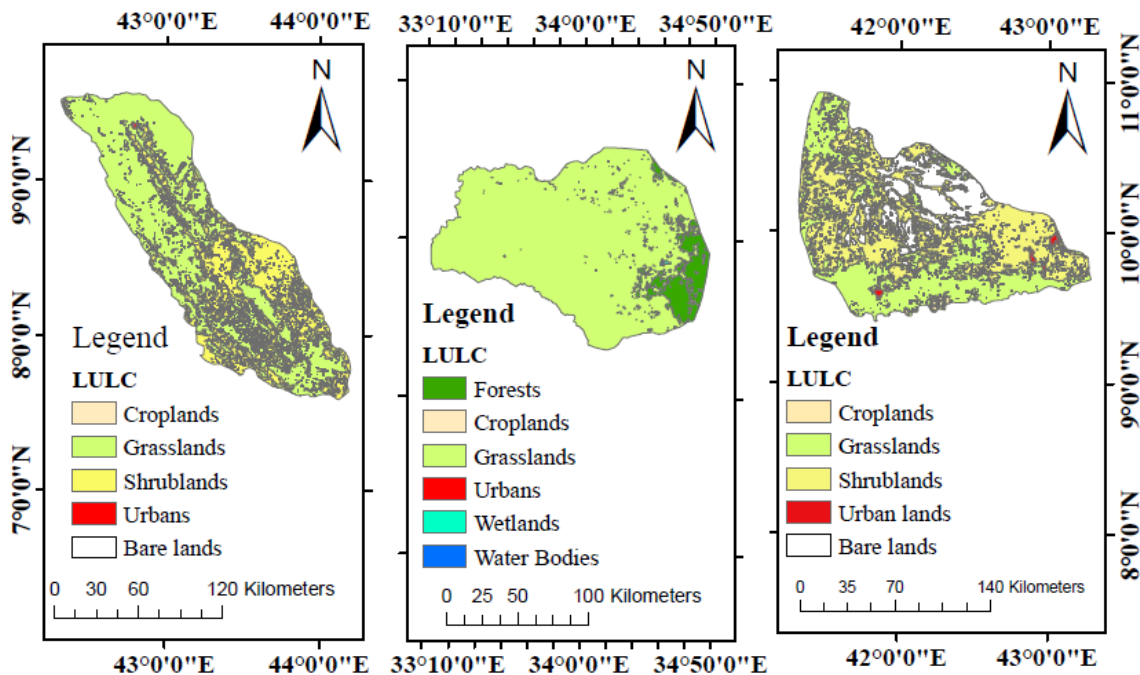 43°0'0"E 44°0'0"E
N
9°0'0"N
8°0'0"N
7°0'0"N
Legend
LULC
Croplands
Grasslands
Shrublands
Urbans
Bare lands
0 30 60 120 Kilometers
43°0'0"E 44°0'0"E
33°10'0"E 34°0'0"E 34°50'0"E
N
Legend
LULC
Forests
Croplands
Grasslands
Urbans
Wetlands
Water Bodies
0 25 50 100 Kilometers
33°10'0"E 34°0'0"E 34°50'0"E
42°0'0"E 43°0'0"E
N
11°0'0"N
10°0'0"N
9°0'0"N
8°0'0"N
Legend
LULC
Croplands
Grasslands
Shrublands
Urban lands
Bare lands
0 35 70 140 Kilometers
42°0'0"E 43°0'0"E